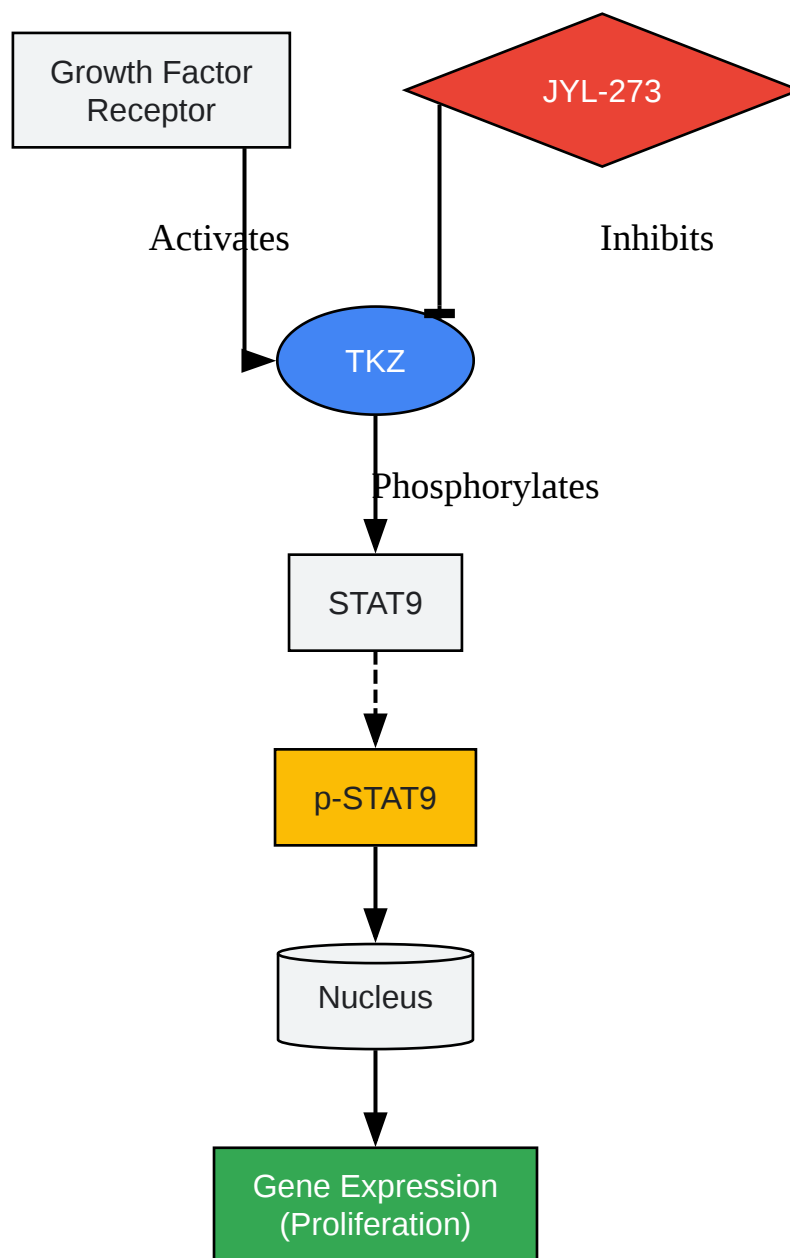 Growth Factor
Receptor
JYL-273
Activates
Inhibits
TKZ
Phosphorylates
STAT9
p-STAT9
Nucleus
Gene Expression
(Proliferation)